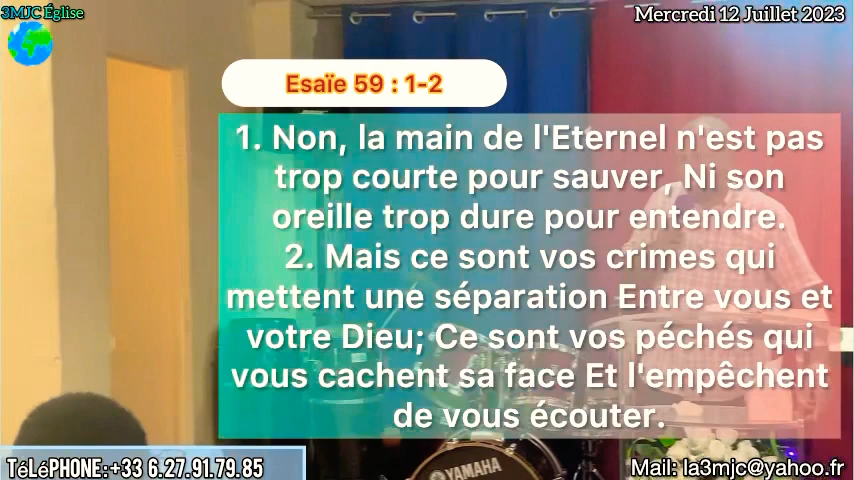 3MJC Église
Mercredi 12 Juillet 2023
Esaïe 59 : 1-2
1. Non, la main de l'Eternel n'est pas
trop courte pour sauver, Ni son
oreille trop dure pour entendre.
2. Mais ce sont vos crimes qui
mettent une séparation Entre vous et
votre Dieu; Ce sont vos péchés qui
vous cachent sa face Et l'empêchent
de vous écouter.
YAMAHA
TéLéPHONE:+33 6.27.91.79.85
Mail: la3mjc@yahoo.fr